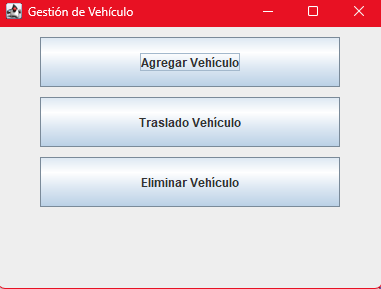 Gestión de Vehículo
Agregar Vehículo
Traslado Vehículo
Eliminar Vehículo